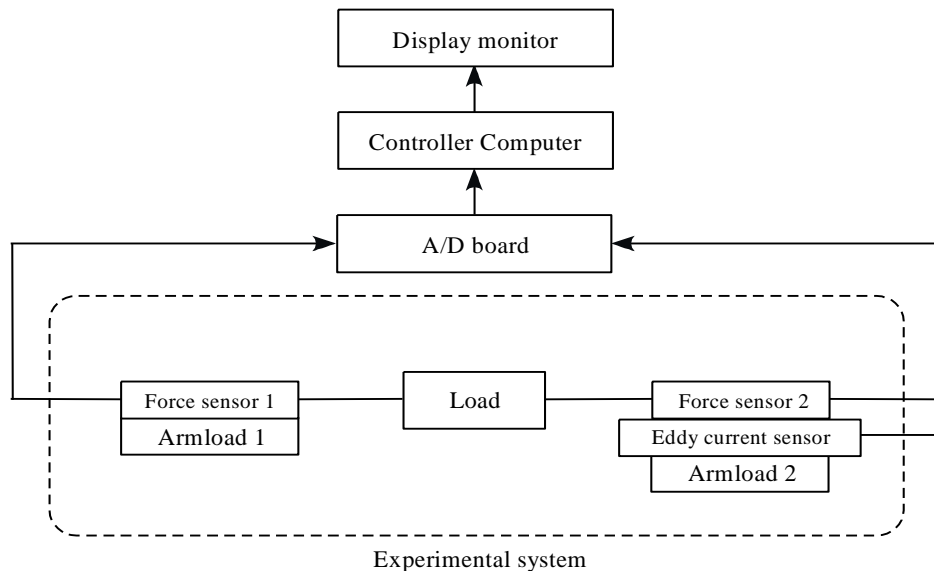 Display monitor
Controller Computer
A/D board
Force sensor 1
Load
Force sensor 2
Armload 1
Eddy current sensor
Armload 2
Experimental system